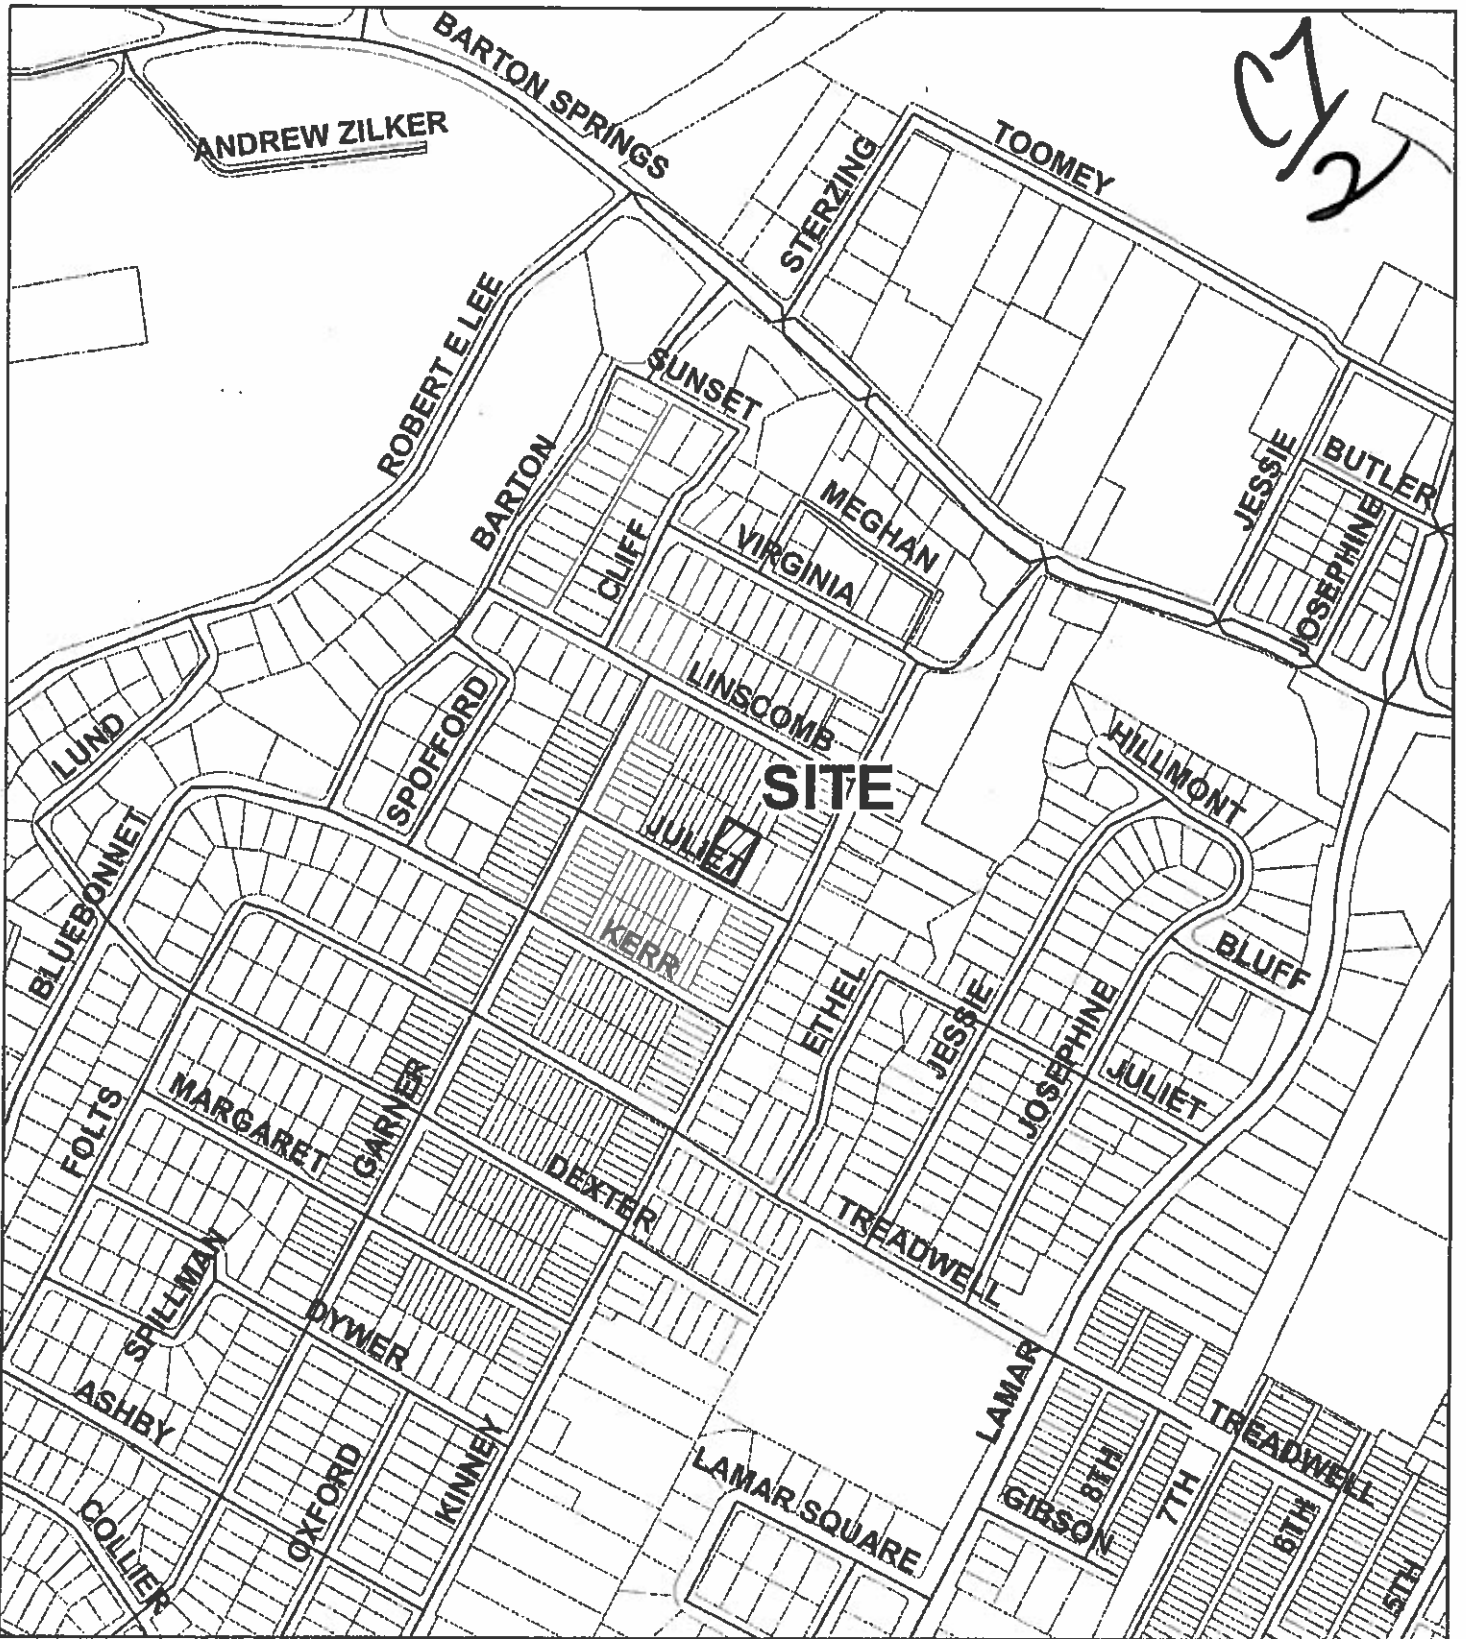 BARTON SPRINGS
C7/2
ANDREW ZILKER
TOOMEY
STERZING
ROBERT E LEE
SUNSET
BARTON
CLIFF
MEGHAN
VIRGINIA
JESSIE
BUTLER
JOSEPHINE
LINSCOMB
LUND
SPOFFORD
HILLMONT
SITE
JULIET
BLUEBONNET
KERR
BLUFF
ETHEL
JESSIE
JOSEPHINE
JULIET
FOLTS
MARGARET
GARNER
DEXTER
TREADWELL
SPILLMAN
DYWER
ASHBY
LAMAR
OXFORD
KINNEY
TREADWELL
LAMAR SQUARE
8TH
GIBSON
7TH
6TH
5TH
COLLIER